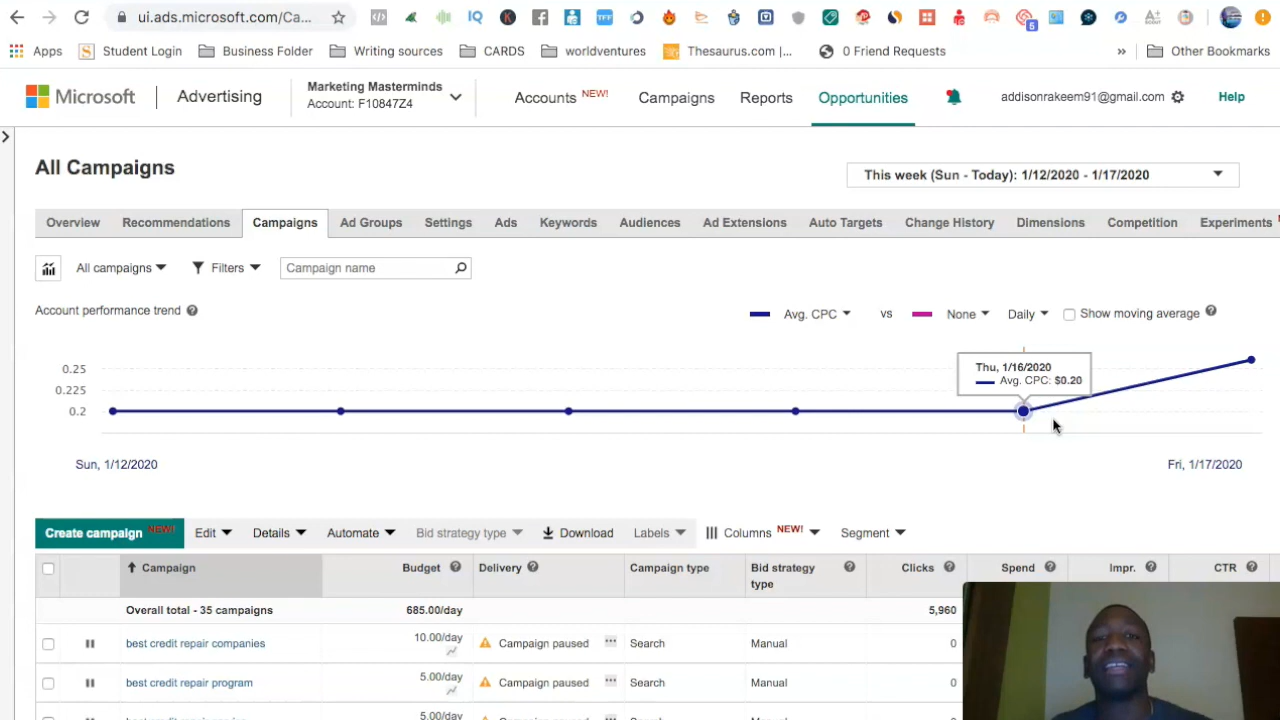 ui.ads.microsoft.com/Ca...
IQ
K
TFF
5
A
Apps
Student Login
Business Folder
Writing sources
CARDS
worldventures
Thesaurus.com |...
0 Friend Requests
»
Other Bookmarks
Microsoft
Advertising
Marketing Masterminds
Account: F10847Z4
Accounts NEW!
Campaigns
Reports
Opportunities
addisonrakeem91@gmail.com
Help
All Campaigns
This week (Sun - Today): 1/12/2020 - 1/17/2020
Overview
Recommendations
Campaigns
Ad Groups
Settings
Ads
Keywords
Audiences
Ad Extensions
Auto Targets
Change History
Dimensions
Competition
Experiments
All campaigns
Filters
Campaign name
Account performance trend
Avg. CPC
vs
None
Daily
Show moving average
0.25
0.225
0.2
Thu, 1/16/2020
Avg. CPC: $0.20
Sun, 1/12/2020
Fri, 1/17/2020
Create campaign NEW!
Edit
Details
Automate
Bid strategy type
Download
Labels
Columns NEW!
Segment
Campaign
Budget
Delivery
Campaign type
Bid strategy
type
Clicks
Spend
Impr.
CTR
Overall total - 35 campaigns
685.00/day
5,960
best credit repair companies
10.00/day
Campaign paused
Search
Manual
0
best credit repair program
5.00/day
Campaign paused
Search
Manual
0
5.00/day